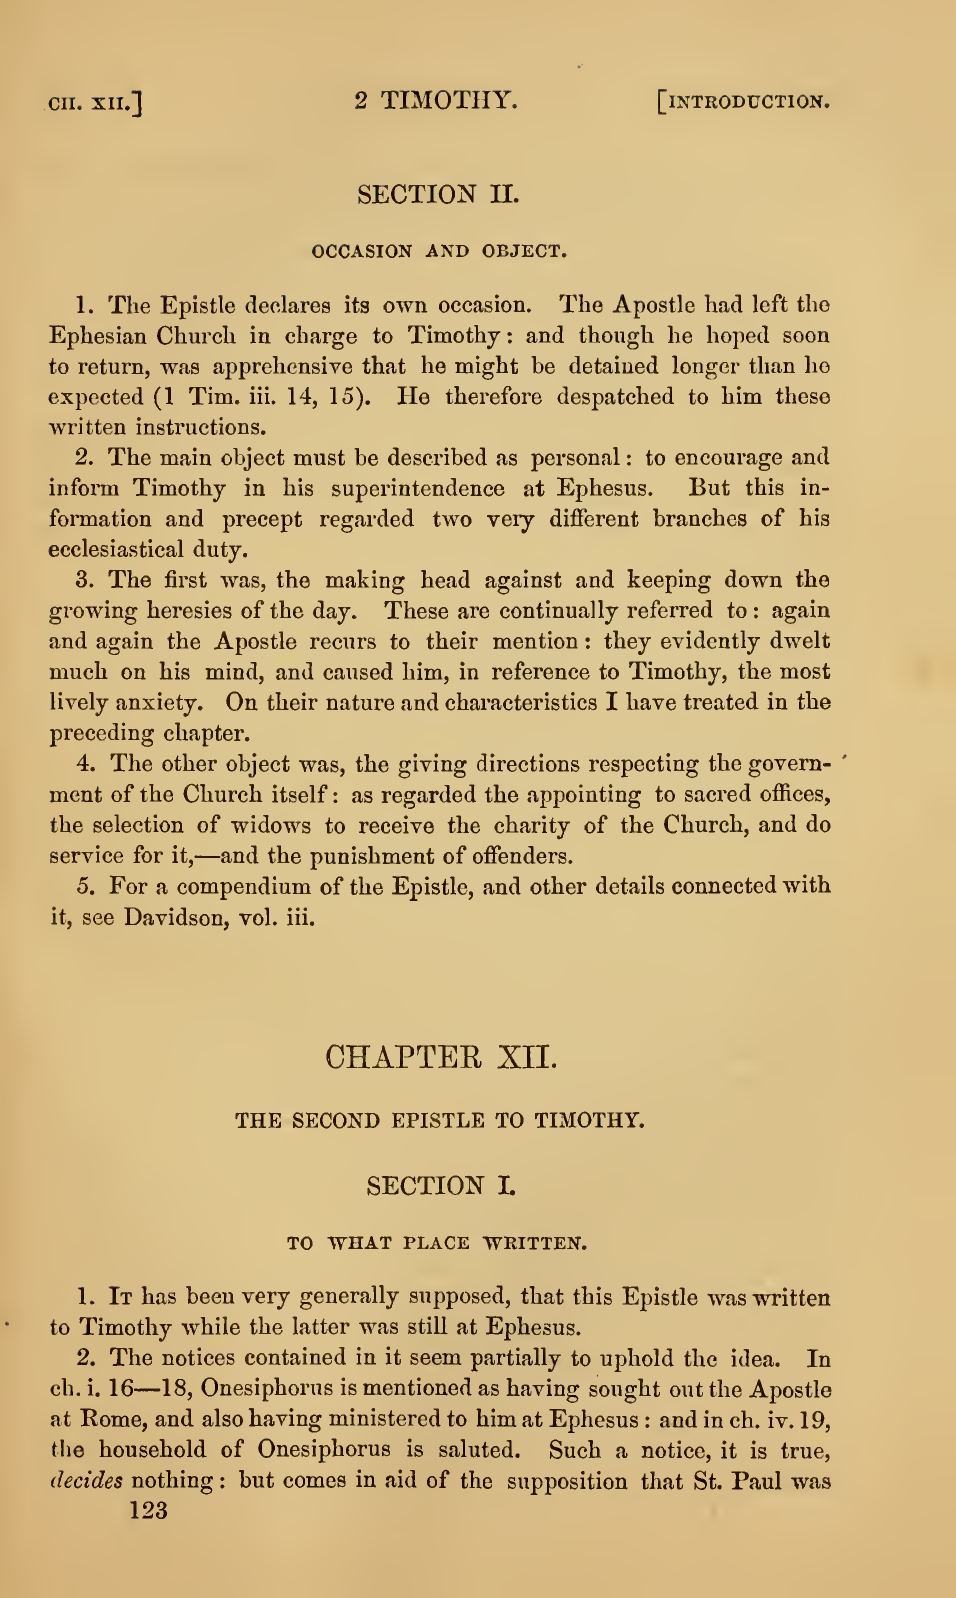 CH. XII.] 2 TIMOTHY. [INTRODUCTION.
SECTION II.
OCCASION AND OBJECT.
1. The Epistle declares its own occasion. The Apostle had left the
Ephesian Church in charge to Timothy: and though he hoped soon
to return, was apprehensive that he might be detained longer than he
expected (1 Tim. iii. 14, 15). He therefore despatched to him these
written instructions.
2. The main object must be described as personal: to encourage and
inform Timothy in his superintendence at Ephesus. But this in-
formation and precept regarded two very different branches of his
ecclesiastical duty.
3. The first was, the making head against and keeping down the
growing heresies of the day. These are continually referred to: again
and again the Apostle recurs to their mention: they evidently dwelt
much on his mind, and caused him, in reference to Timothy, the most
lively anxiety. On their nature and characteristics I have treated in the
preceding chapter.
4. The other object was, the giving directions respecting the govern-
ment of the Church itself: as regarded the appointing to sacred offices,
the selection of widows to receive the charity of the Church, and do
service for it,—and the punishment of offenders.
5. For a compendium of the Epistle, and other details connected with
it, see Davidson, vol. iii.
CHAPTER XII.
THE SECOND EPISTLE TO TIMOTHY.
SECTION I.
TO WHAT PLACE WRITTEN.
1. IT has been very generally supposed, that this Epistle was written
to Timothy while the latter was still at Ephesus.
2. The notices contained in it seem partially to uphold the idea. In
ch. i. 16—18, Onesiphorus is mentioned as having sought out the Apostle
at Rome, and also having ministered to him at Ephesus: and in ch. iv. 19,
the household of Onesiphorus is saluted. Such a notice, it is true,
decides nothing: but comes in aid of the supposition that St. Paul was
123